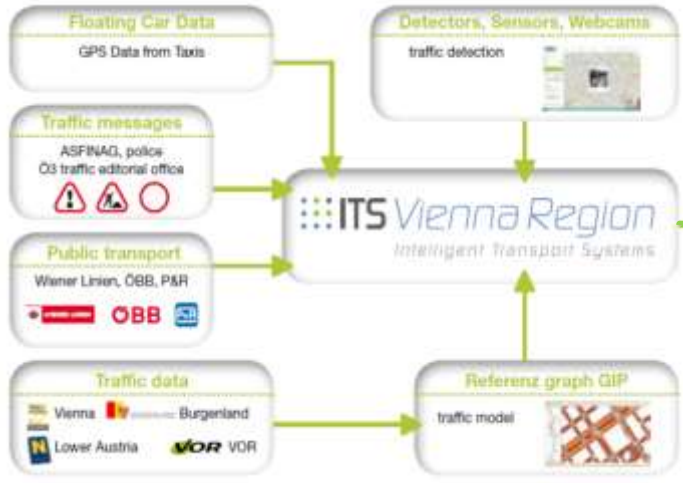 Floating Car Data
GPS Data from Taxis
Detectors, Sensors, Webcams
traffic detection
Traffic messages
ASFINAG, police
Ö3 traffic editorial office
ITS Vienna Region
Intelligent Transport Systems
Public transport
Wiener Linien, ÖBB, P&R
ÖBB
Traffic data
Vienna
Burgenland
Lower Austria
VOR VOR
Referenz graph GIP
traffic model